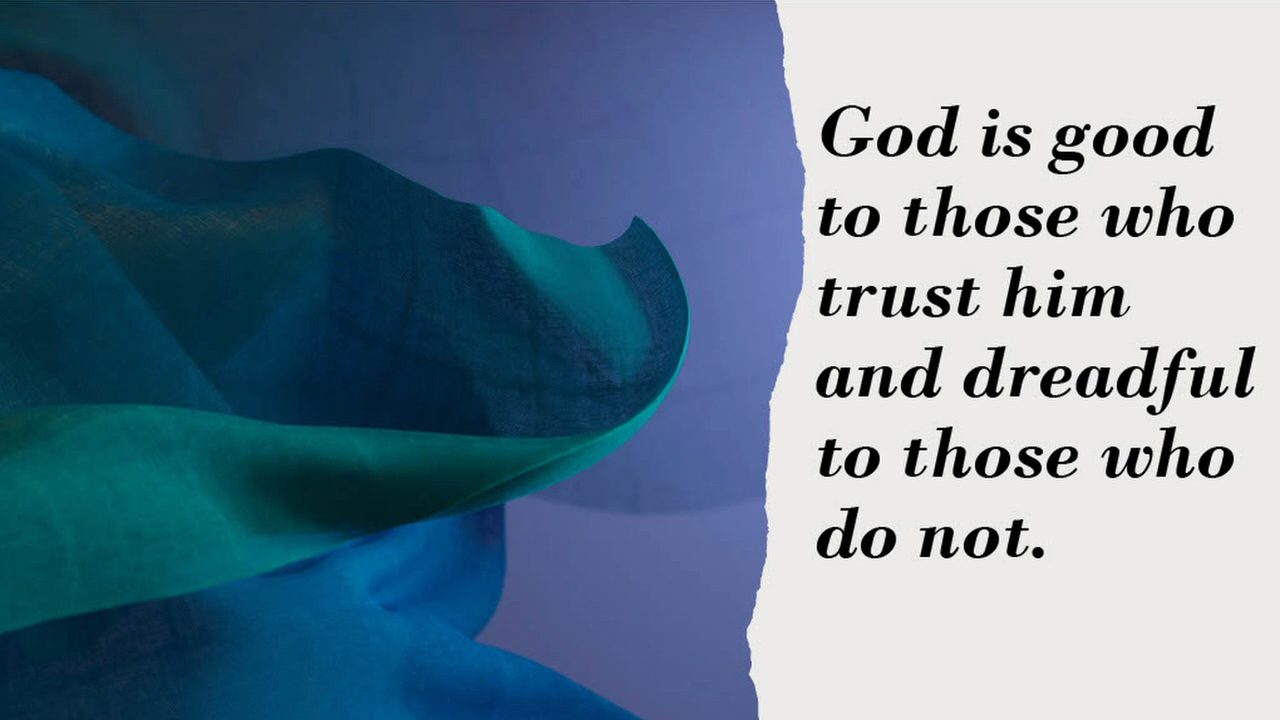 God is good
to those who
trust him
and dreadful
to those who
do not.